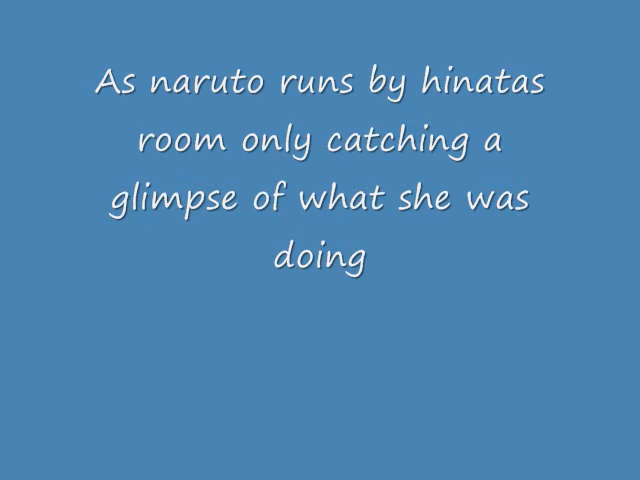 As naruto runs by hinatas
room only catching a
glimpse of what she was
doing